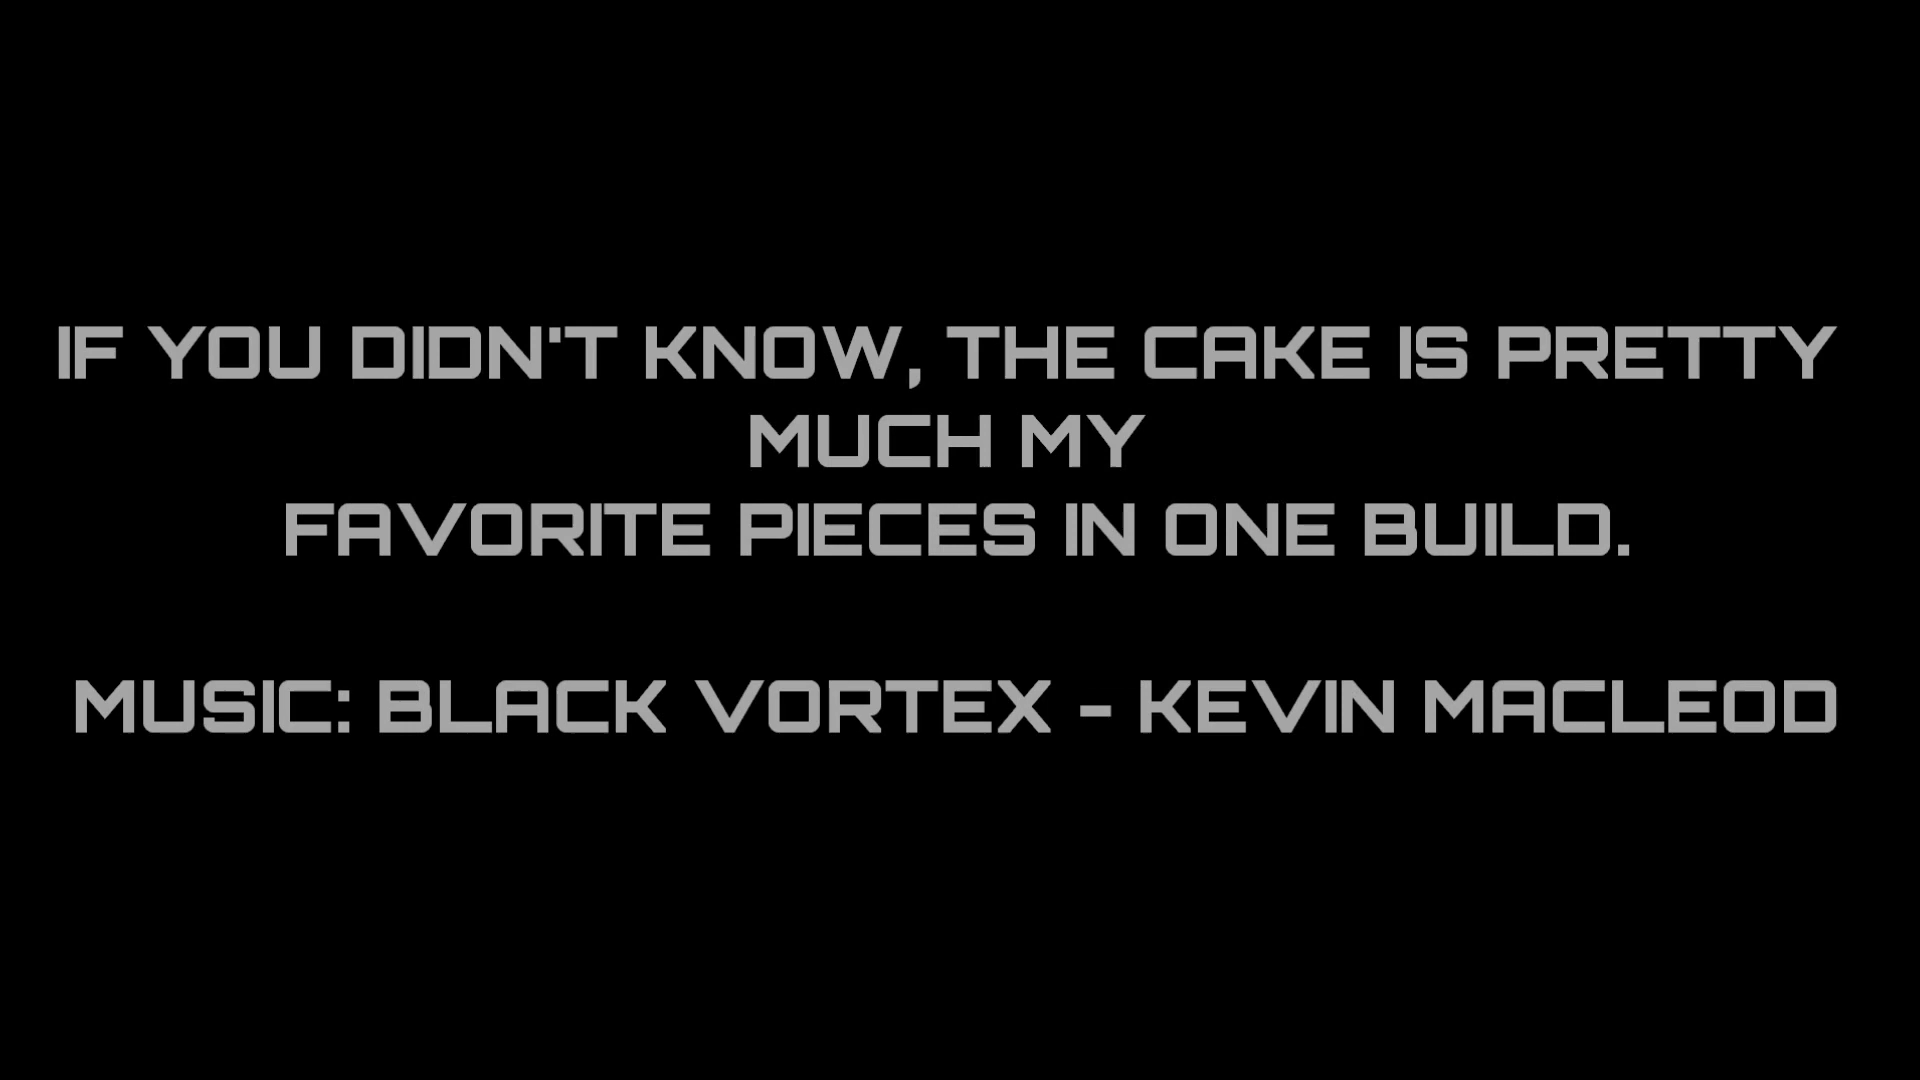 IF YOU DIDN'T KNOW, THE CAKE IS PRETTY
MUCH MY
FAVORITE PIECES IN ONE BUILD.
MUSIC: BLACK VORTEX - KEVIN MACLEOD